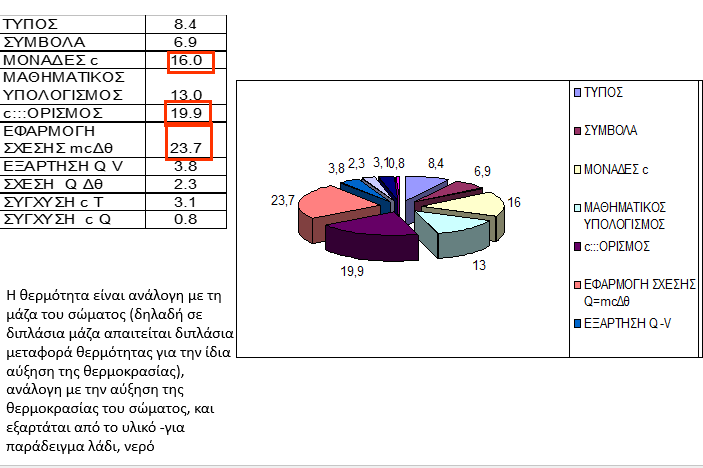 ΤΥΠΟΣ 8.4
ΣΥΜΒΟΛΑ 6.9
ΜΟΝΑΔΕΣ c 16.0
ΜΑΘΗΜΑΤΙΚΟΣ
ΥΠΟΛΟΓΙΣΜΟΣ 13.0
c:::ΟΡΙΣΜΟΣ 19.9
ΕΦΑΡΜΟΓΗ
ΣΧΕΣΗΣ mcΔθ 23.7
ΕΞΑΡΤΗΣΗ Q V 3.8
ΣΧΕΣΗ Q Δθ 2.3
ΣΥΓΧΥΣΗ c T 3.1
ΣΥΓΧΥΣΗ c Q 0.8
Η θερμότητα είναι ανάλογη με τη
μάζα του σώματος (δηλαδή σε
διπλάσια μάζα απαιτείται διπλάσια
μεταφορά θερμότητας για την ίδια
αύξηση της θερμοκρασίας),
ανάλογη με την αύξηση της
θερμοκρασίας του σώματος, και
εξαρτάται από το υλικό -για
παράδειγμα λάδι, νερό
3,8 2,3 3,1 0,8 8,4
6,9
23,7 16
19,9 13
ΤΥΠΟΣ
ΣΥΜΒΟΛΑ
ΜΟΝΑΔΕΣ c
ΜΑΘΗΜΑΤΙΚΟΣ
ΥΠΟΛΟΓΙΣΜΟΣ
c:::ΟΡΙΣΜΟΣ
ΕΦΑΡΜΟΓΗ ΣΧΕΣΗΣ
Q=mcΔθ
ΕΞΑΡΤΗΣΗ Q -V